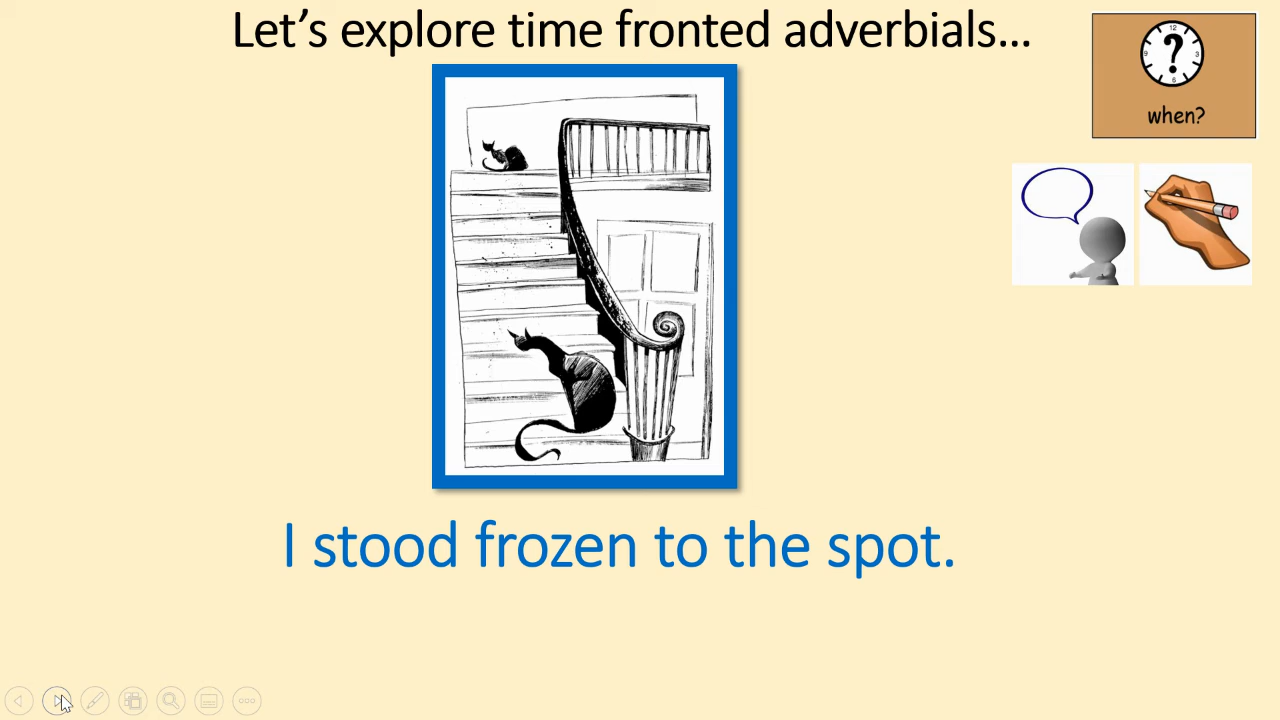 Let's explore time fronted adverbials...
?
when?
I stood frozen to the spot.